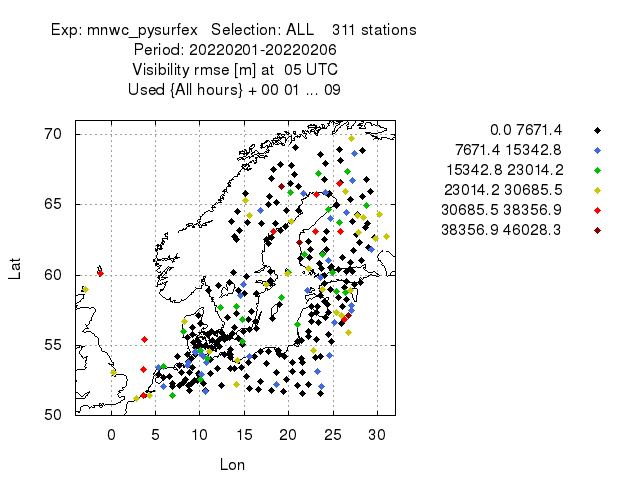 Exp: mnwc_pysurfex   Selection: ALL    311 stations
Period: 20220201-20220206
Visibility rmse [m] at  05 UTC
Used {All hours} + 00 01 ... 09
70
65
60
55
50
Lat
0 5 10 15 20 25 30
Lon
0.0 7671.4
7671.4 15342.8
15342.8 23014.2
23014.2 30685.5
30685.5 38356.9
38356.9 46028.3